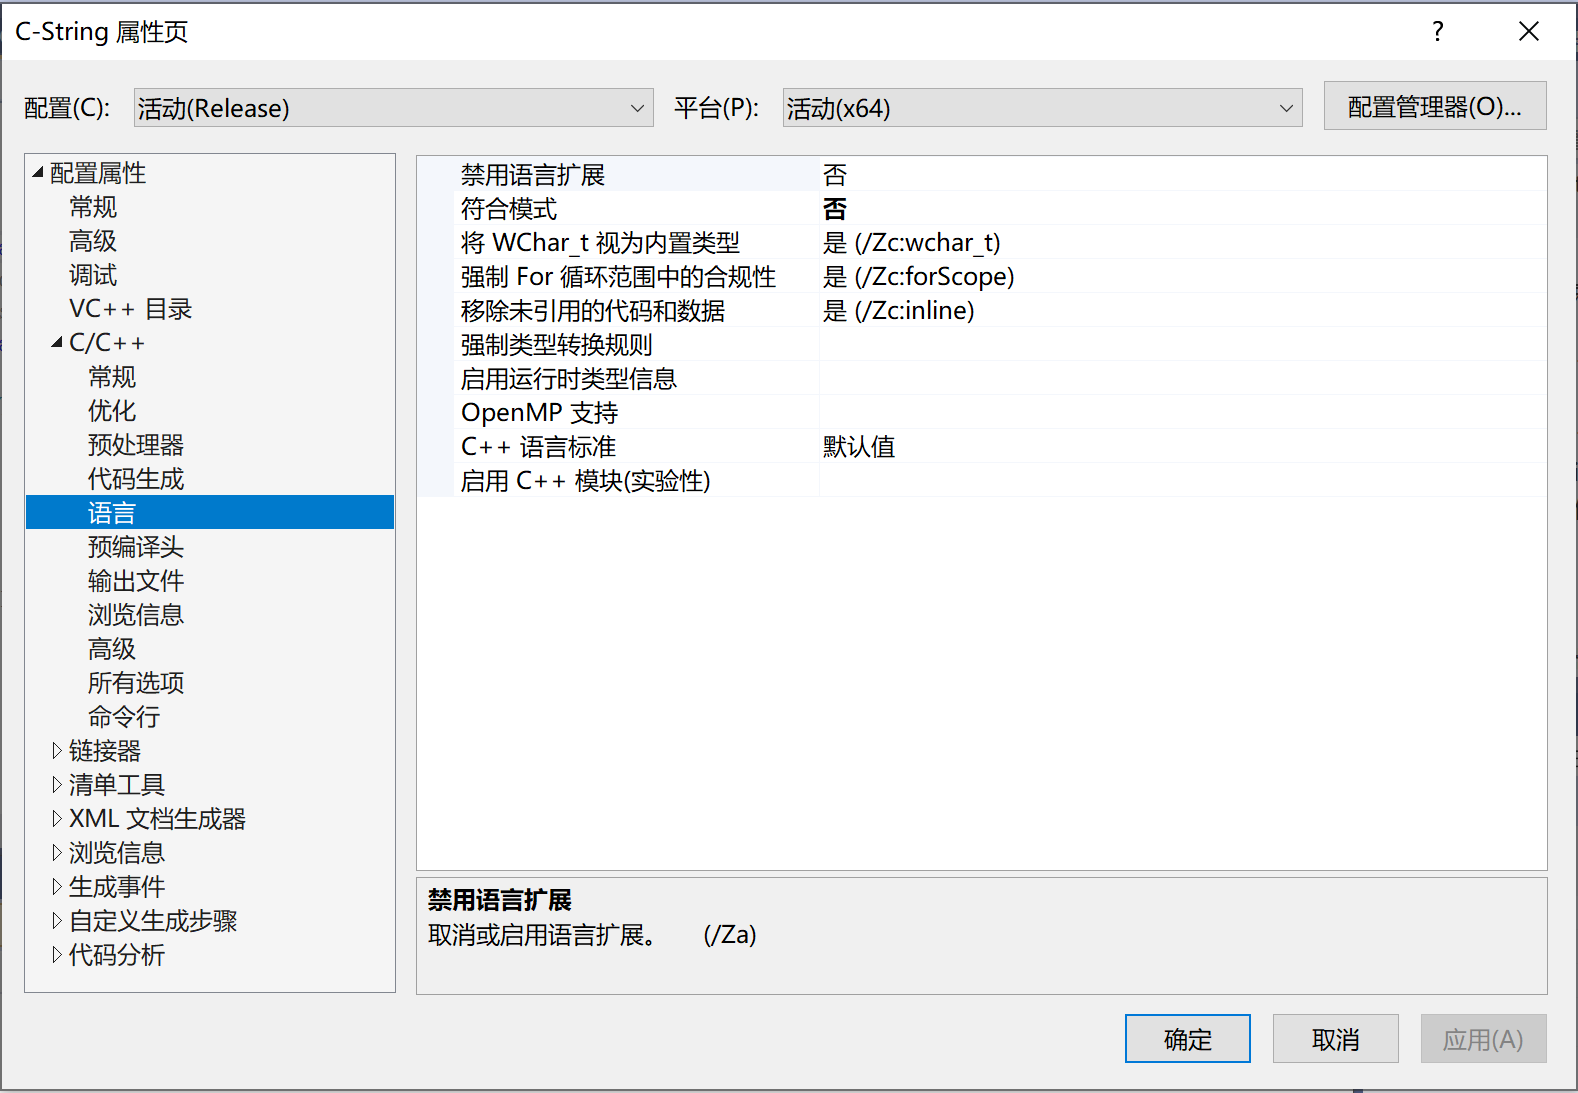 C-String 属性页
?
配置(C):
活动(Release)
平台(P):
活动(x64)
配置管理器(O)...
配置属性
常规
高级
调试
VC++ 目录
C/C++
常规
优化
预处理器
代码生成
语言
预编译头
输出文件
浏览信息
高级
所有选项
命令行
链接器
清单工具
XML 文档生成器
浏览信息
生成事件
自定义生成步骤
代码分析
禁用语言扩展 否
符合模式 否
将 WChar_t 视为内置类型 是 (/Zc:wchar_t)
强制 For 循环范围中的合规性 是 (/Zc:forScope)
移除未引用的代码和数据 是 (/Zc:inline)
强制类型转换规则
启用运行时类型信息
OpenMP 支持
C++ 语言标准 默认值
启用 C++ 模块(实验性)
禁用语言扩展
取消或启用语言扩展。 (/Za)
确定
取消
应用(A)